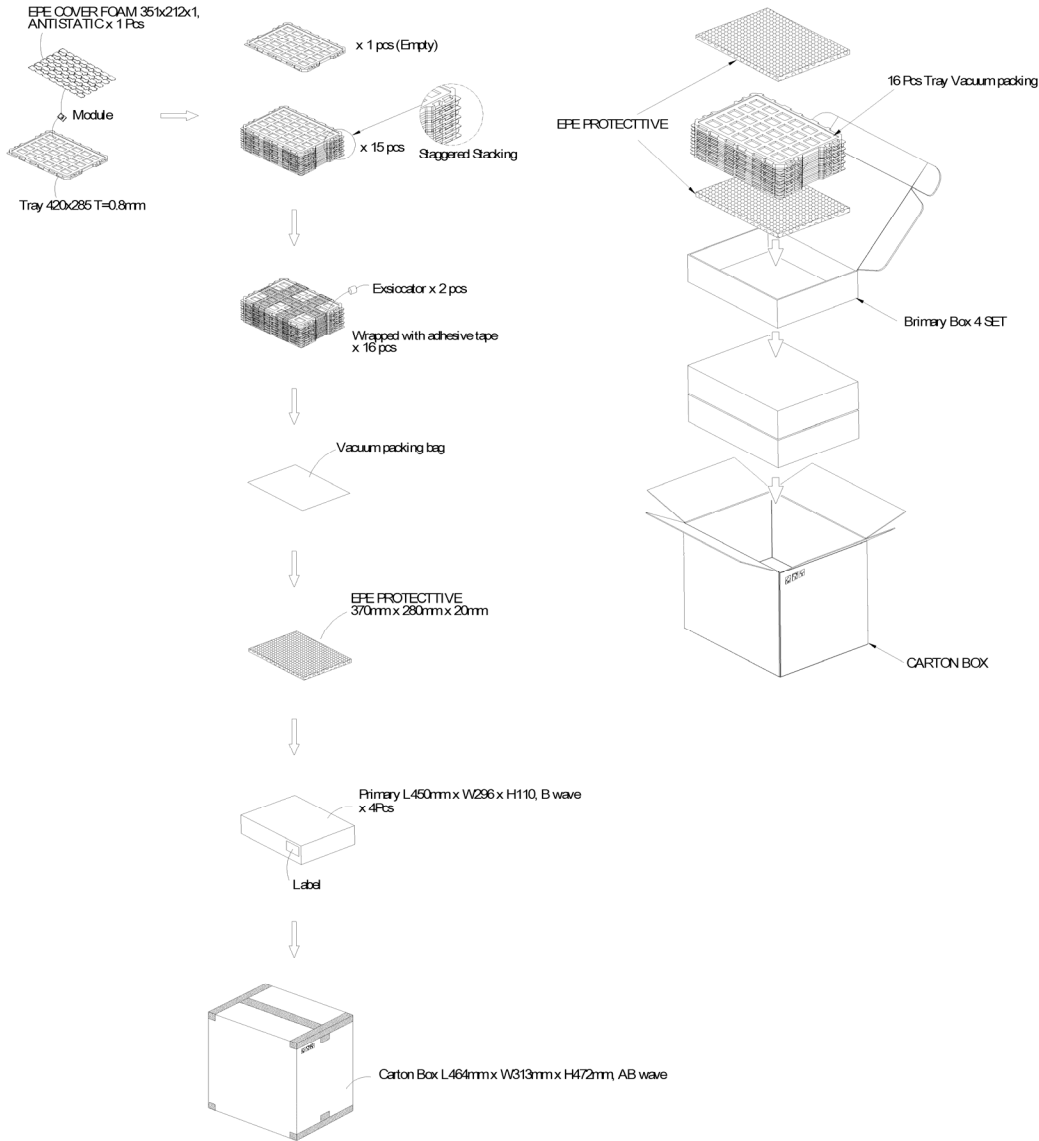 EPE COVER FOAM 351x212x1,
ANTISTATIC x 1 Pcs
Module
Tray 420x285 T=0.8mm
x 1 pcs (Empty)
x 15 pcs
Staggered Stacking
Exsiccator x 2 pcs
Wrapped with adhesive tape
x 16 pcs
Vacuum packing bag
EPE PROTECTTIVE
370mm x 280mm x 20mm
Primary L450mm x W296 x H110, B wave
x 4Pcs
Label
Carton Box L464mm x W313mm x H472mm, AB wave
16 Pcs Tray Vacuum packing
EPE PROTECTTIVE
Brimary Box 4 SET
CARTON BOX